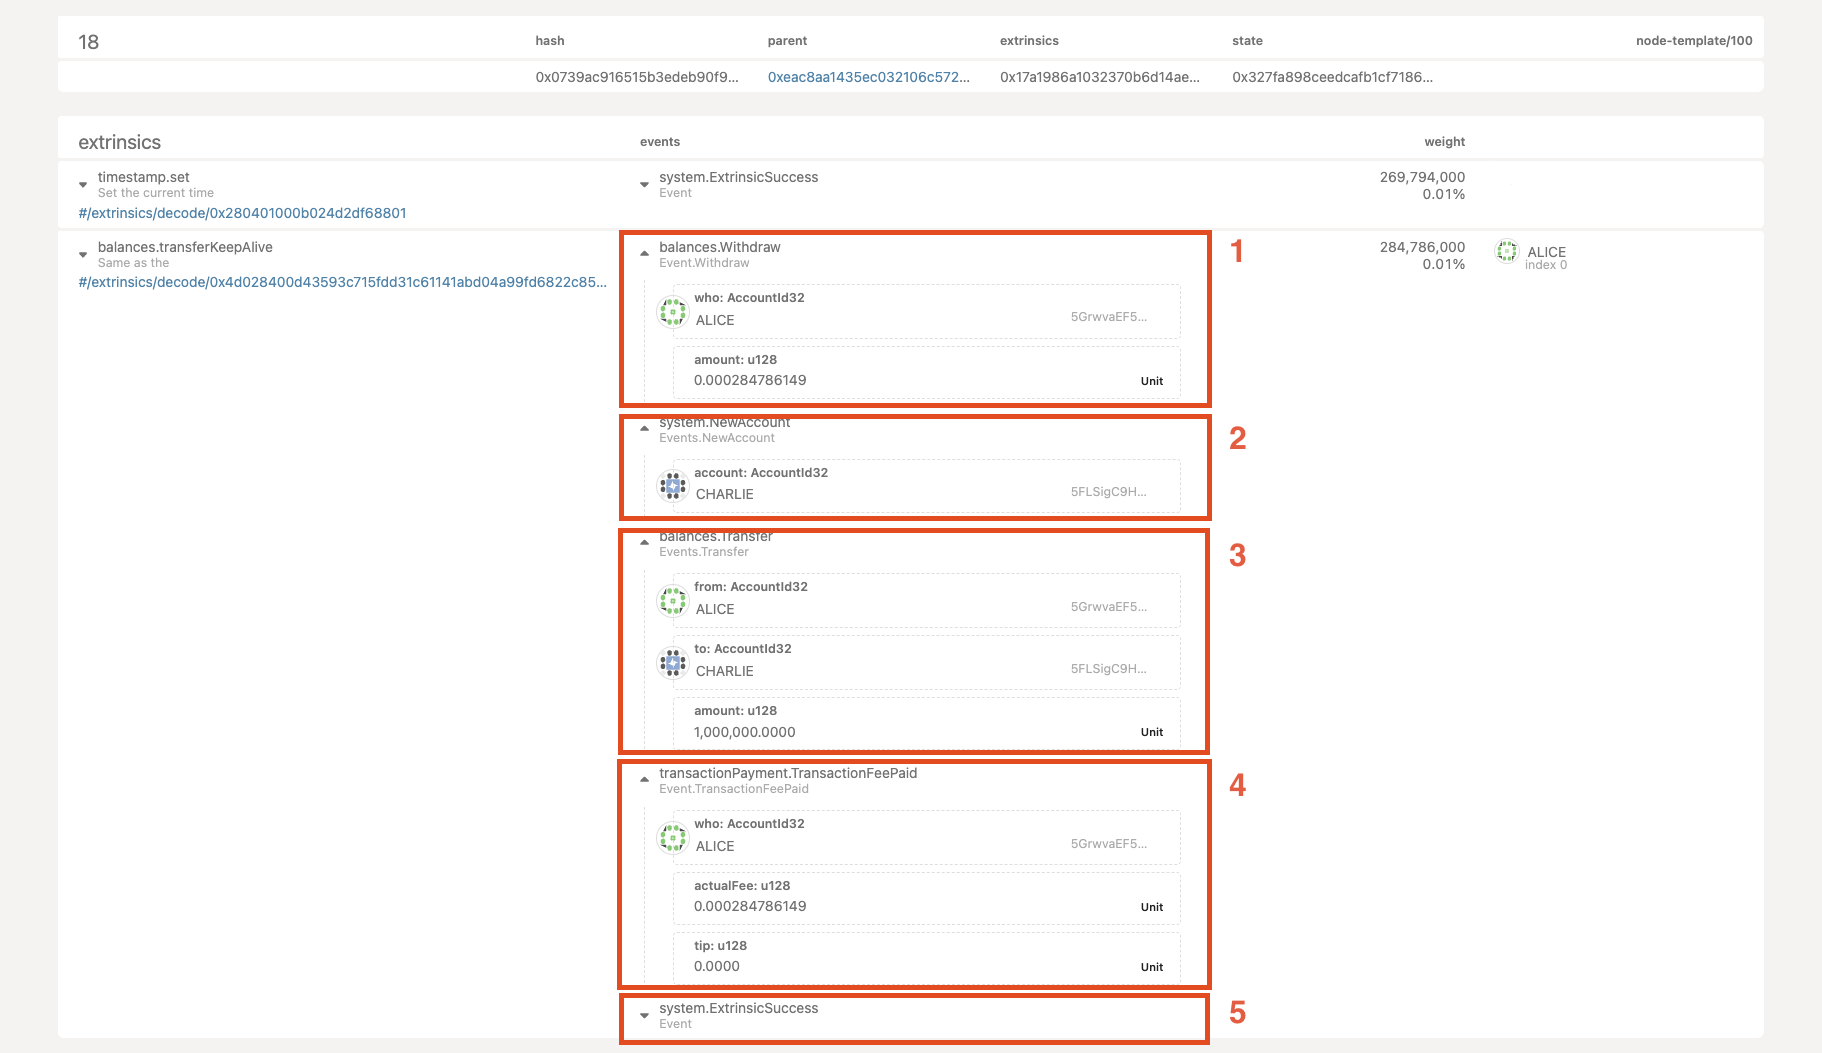 18 hash parent extrinsics state node-template/100
0x0739ac916515b3edeb90f9... 0xeac8aa1435ec032106c572... 0x17a1986a1032370b6d14ae... 0x327fa898ceedcafb1cf7186...
extrinsics events weight
timestamp.set system.ExtrinsicSuccess 269,794,000
Set the current time Event 0.01%
#/extrinsics/decode/0x280401000b024d2df68801
balances.transferKeepAlive balances.Withdraw 1 284,786,000 ALICE
Same as the Event.Withdraw 0.01% index 0
#/extrinsics/decode/0x4d028400d43593c715fdd31c61141abd04a99fd6822c85...
who: AccountId32
ALICE 5GrwvaEF5...
amount: u128
0.000284786149 Unit
system.NewAccount 2
Events.NewAccount
account: AccountId32
CHARLIE 5FLSigC9H...
balances.Transfer 3
Events.Transfer
from: AccountId32
ALICE 5GrwvaEF5...
to: AccountId32
CHARLIE 5FLSigC9H...
amount: u128
1,000,000.0000 Unit
transactionPayment.TransactionFeePaid 4
Event.TransactionFeePaid
who: AccountId32
ALICE 5GrwvaEF5...
actualFee: u128
0.000284786149 Unit
tip: u128
0.0000 Unit
system.ExtrinsicSuccess 5
Event